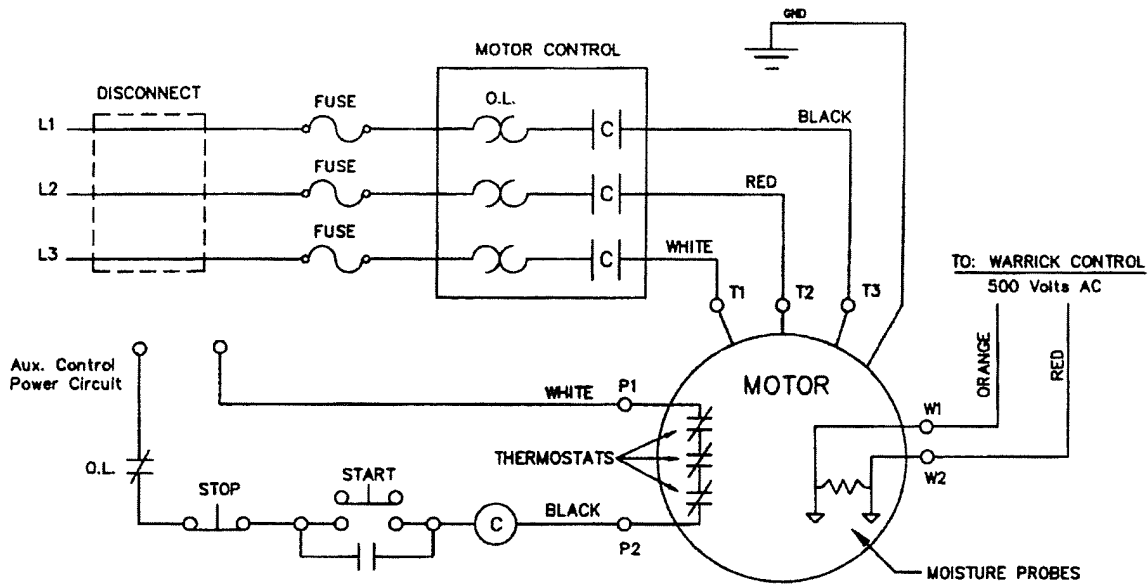 GND
MOTOR CONTROL
DISCONNECT
FUSE
O.L.
L1
C
BLACK
FUSE
L2
C
RED
FUSE
L3
C
WHITE
TO: WARRICK CONTROL
500 Volts AC
T1
T2
T3
ORANGE
RED
Aux. Control
Power Circuit
WHITE
P1
MOTOR
W1
W2
O.L.
THERMOSTATS
STOP
START
C
BLACK
P2
MOISTURE PROBES